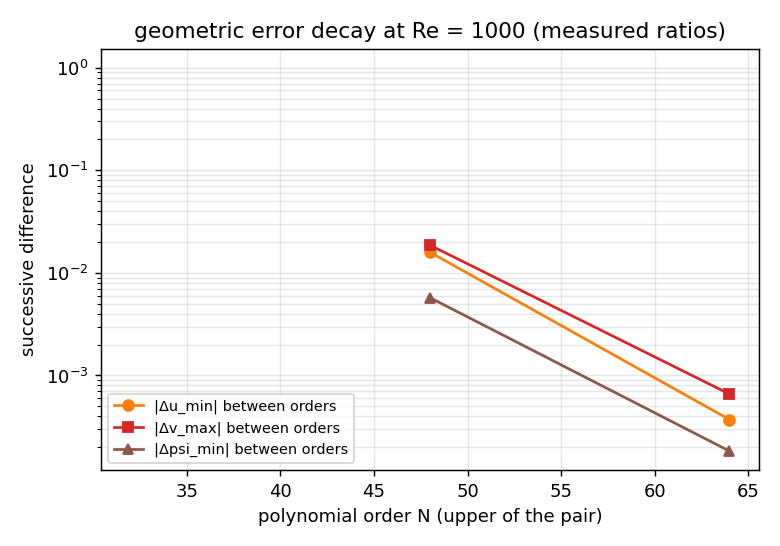 geometric error decay at Re = 1000 (measured ratios)
successive difference
10⁰
10⁻¹
10⁻²
10⁻³
|Δu_min| between orders
|Δv_max| between orders
|Δpsi_min| between orders
35 40 45 50 55 60 65
polynomial order N (upper of the pair)